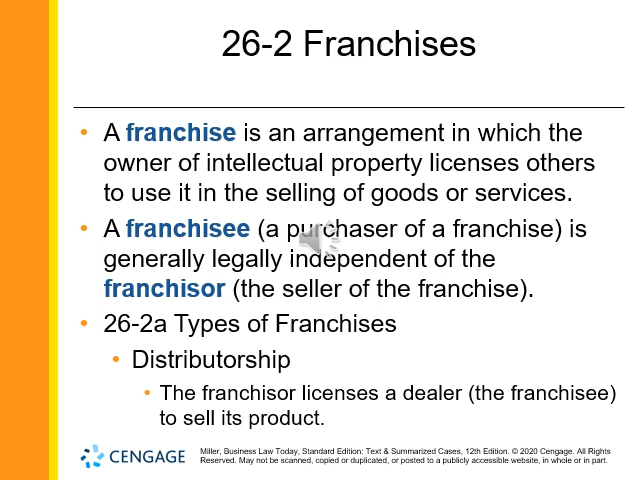 26-2 Franchises
• A franchise is an arrangement in which the
owner of intellectual property licenses others
to use it in the selling of goods or services.
• A franchisee (a purchaser of a franchise) is
generally legally independent of the
franchisor (the seller of the franchise).
• 26-2a Types of Franchises
• Distributorship
• The franchisor licenses a dealer (the franchisee)
to sell its product.
CENGAGE
Miller, Business Law Today, Standard Edition: Text & Summarized Cases, 12th Edition. © 2020 Cengage. All Rights
Reserved. May not be scanned, copied or duplicated, or posted to a publicly accessible website, in whole or in part.